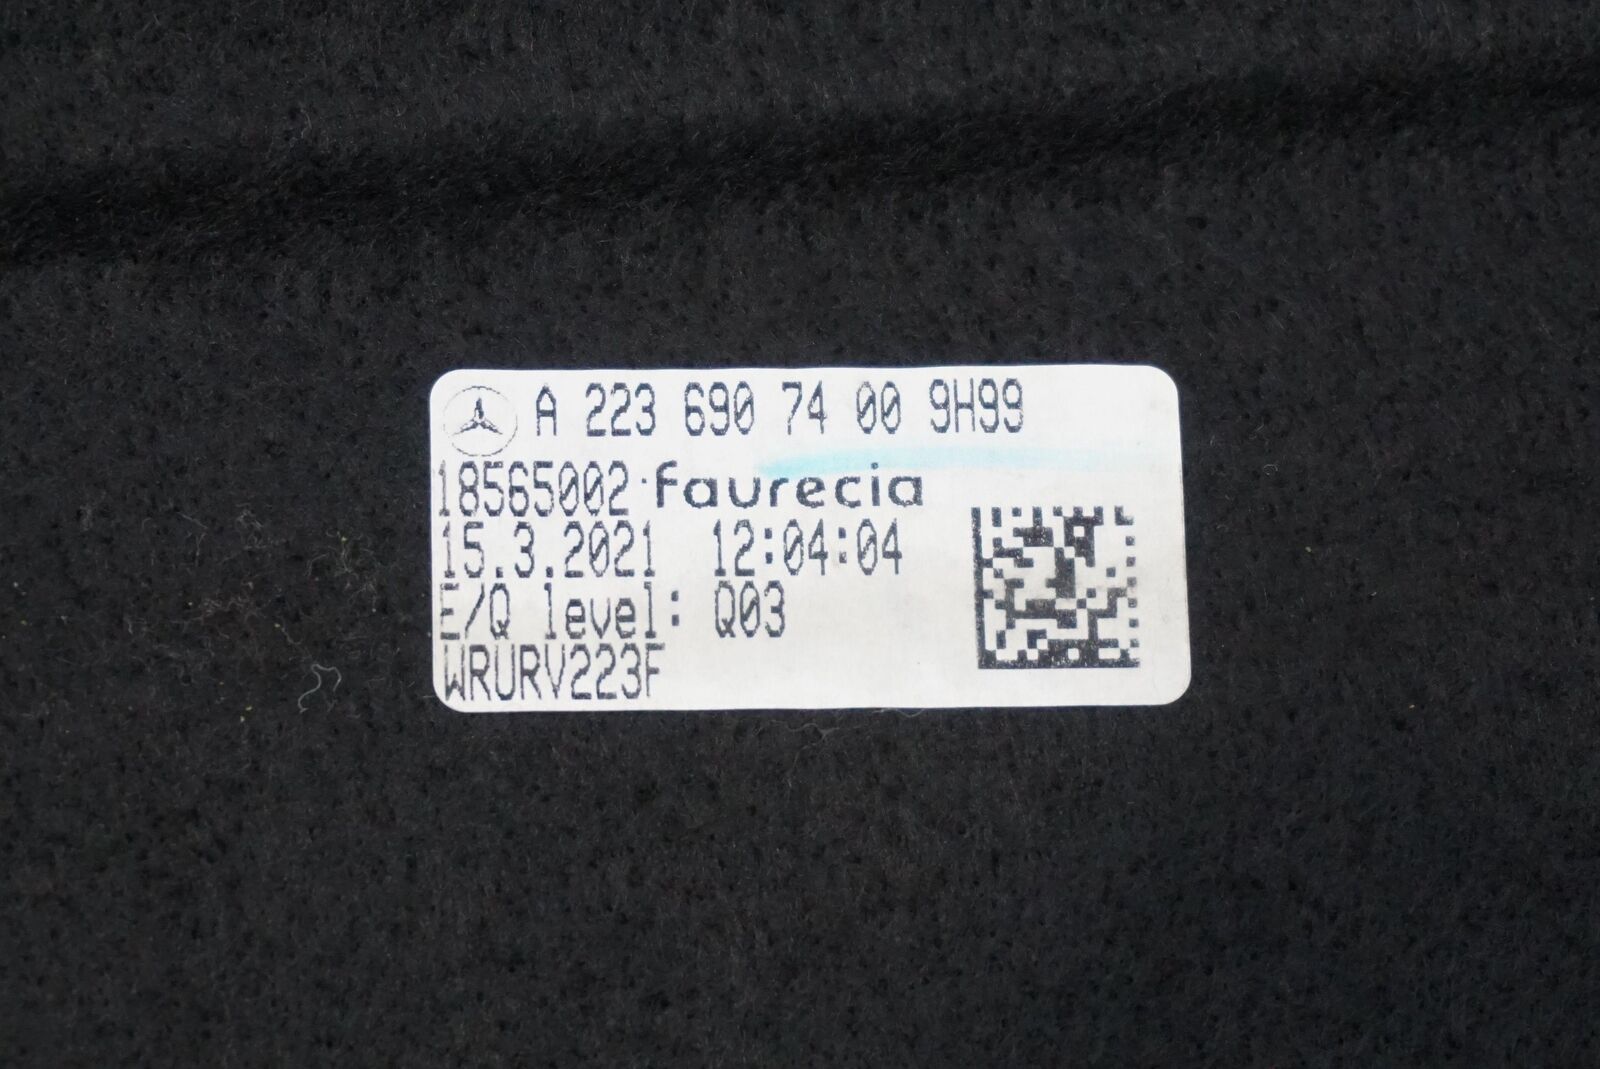 A 223 690 74 00 9H99
18565002 faurecia
15.3.2021 12:04:04
E/Q level: Q03
WRURV223F